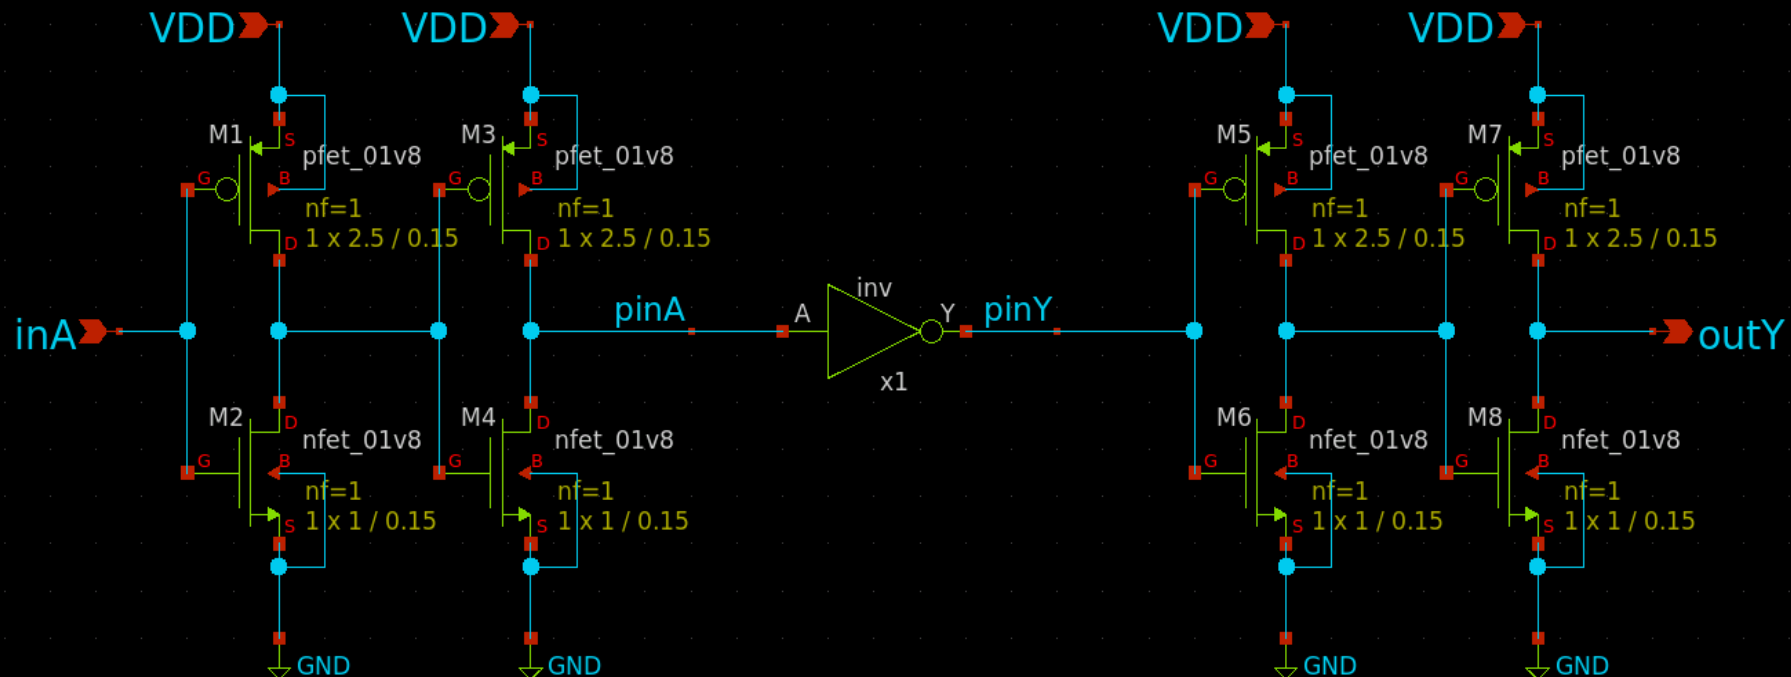 VDD VDD VDD VDD
M1 S M3 S M5 S M7 S
pfet_01v8 pfet_01v8 pfet_01v8 pfet_01v8
G B G B G B G B
nf=1 nf=1 nf=1 nf=1
1 x 2.5 / 0.15 1 x 2.5 / 0.15 1 x 2.5 / 0.15 1 x 2.5 / 0.15
D D D D
inv
inA pinA A Y pinY outY
x1
M2 D M4 D M6 D M8 D
nfet_01v8 nfet_01v8 nfet_01v8 nfet_01v8
G B G B G B G B
nf=1 nf=1 nf=1 nf=1
1 x 1 / 0.15 1 x 1 / 0.15 1 x 1 / 0.15 1 x 1 / 0.15
S S S S
GND GND GND GND